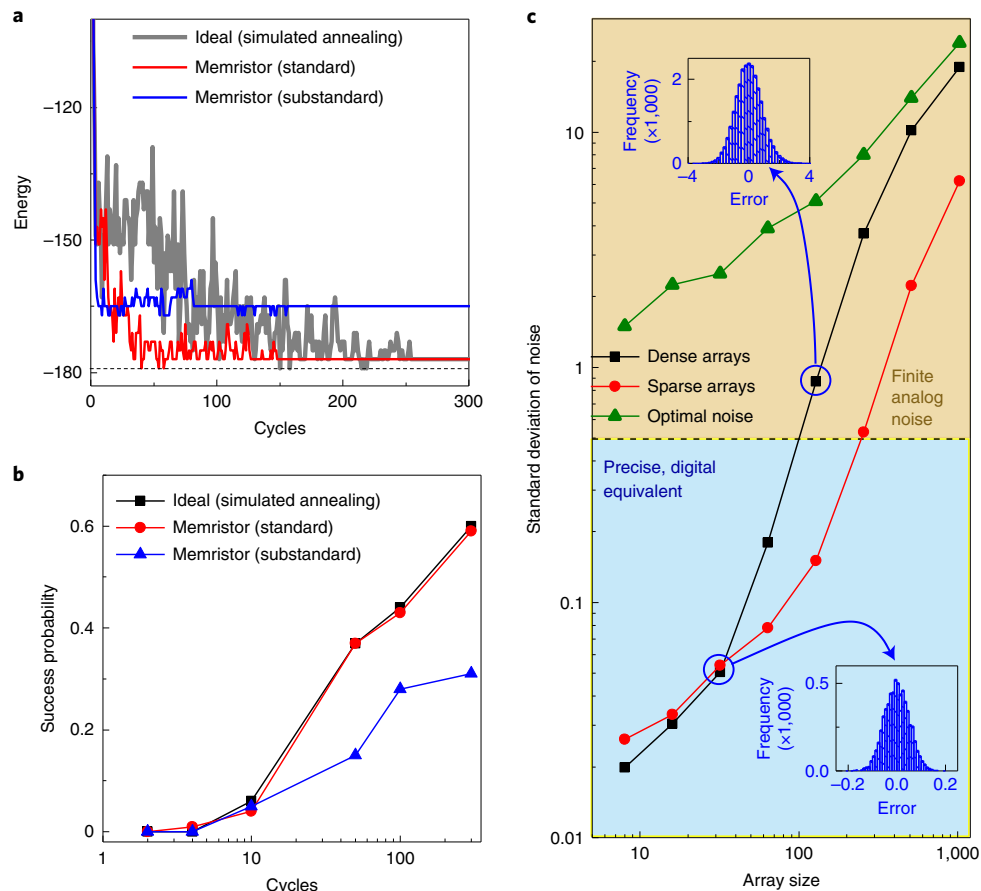 a
Ideal (simulated annealing)
Memristor (standard)
Memristor (substandard)
−120
−150
−180
Energy
0
100
200
300
Cycles
b
Ideal (simulated annealing)
Memristor (standard)
Memristor (substandard)
0.6
0.4
0.2
0
Success probability
1
10
100
Cycles
c
10
1
0.1
0.01
Standard deviation of noise
2
1
0
Frequency
(×1,000)
−4
0
4
Error
Dense arrays
Sparse arrays
Optimal noise
Finite
analog
noise
Precise, digital
equivalent
0.5
0.0
Frequency
(×1,000)
−0.2
0.0
0.2
Error
10
100
1,000
Array size